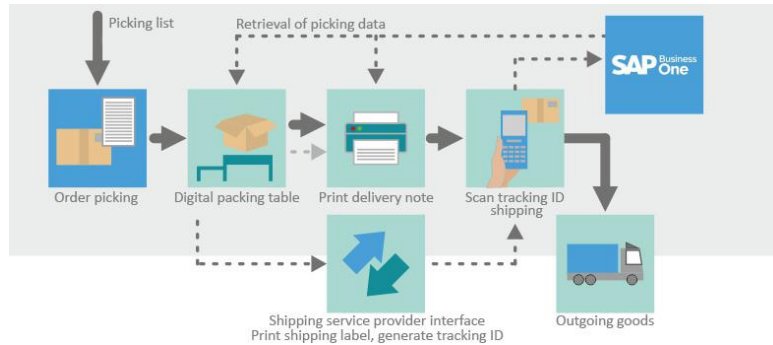 Picking list
Retrieval of picking data
SAP Business One
Order picking
Digital packing table
Print delivery note
Scan tracking ID
shipping
Shipping service provider interface
Print shipping label, generate tracking ID
Outgoing goods